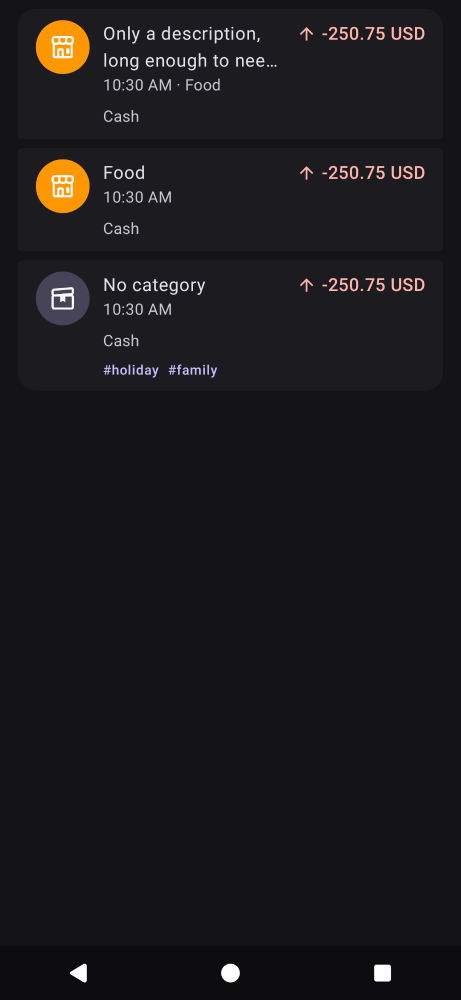 Only a description, ↑ -250.75 USD
long enough to nee…
10:30 AM · Food
Cash
Food ↑ -250.75 USD
10:30 AM
Cash
No category ↑ -250.75 USD
10:30 AM
Cash
#holiday #family